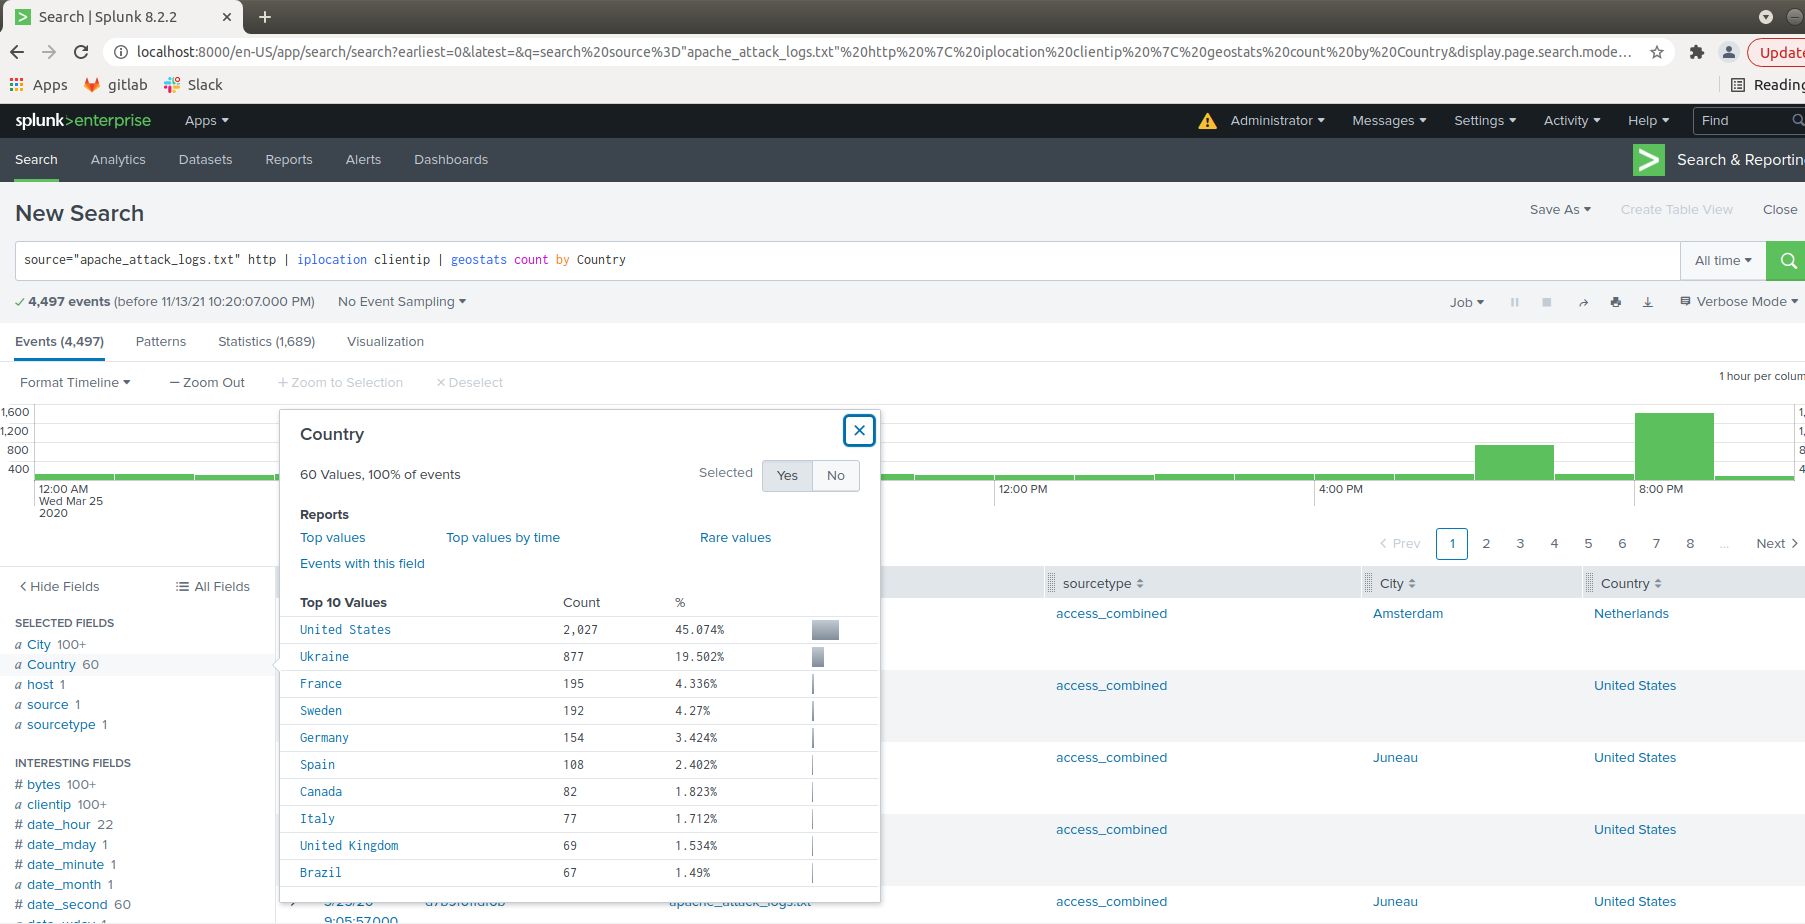 Search | Splunk 8.2.2
localhost:8000/en-US/app/search/search?earliest=0&latest=&q=search%20source%3D"apache_attack_logs.txt"%20http%20%7C%20iplocation%20clientip%20%7C%20geostats%20count%20by%20Country&display.page.search.mode...
Update
Apps gitlab Slack Reading
splunk>enterprise Apps Administrator Messages Settings Activity Help Find
Search Analytics Datasets Reports Alerts Dashboards Search & Reportin
New Search Save As Create Table View Close
source="apache_attack_logs.txt" http | iplocation clientip | geostats count by Country All time
4,497 events (before 11/13/21 10:20:07.000 PM) No Event Sampling Job Verbose Mode
Events (4,497) Patterns Statistics (1,689) Visualization
Format Timeline Zoom Out + Zoom to Selection × Deselect 1 hour per colum
1,600
1,200
800
400
12:00 AM
Wed Mar 25
2020
12:00 PM 4:00 PM 8:00 PM
Prev 1 2 3 4 5 6 7 8 ... Next
Hide Fields All Fields
SELECTED FIELDS
a City 100+
a Country 60
a host 1
a source 1
a sourcetype 1
INTERESTING FIELDS
# bytes 100+
a clientip 100+
# date_hour 22
# date_mday 1
# date_minute 1
a date_month 1
# date_second 60
Country
60 Values, 100% of events Selected Yes No
Reports
Top values Top values by time Rare values
Events with this field
Top 10 Values Count %
United States 2,027 45.074%
Ukraine 877 19.502%
France 195 4.336%
Sweden 192 4.27%
Germany 154 3.424%
Spain 108 2.402%
Canada 82 1.823%
Italy 77 1.712%
United Kingdom 69 1.534%
Brazil 67 1.49%
sourcetype City Country
access_combined Amsterdam Netherlands
access_combined United States
access_combined Juneau United States
access_combined United States
access_combined Juneau United States
9:05:57.000